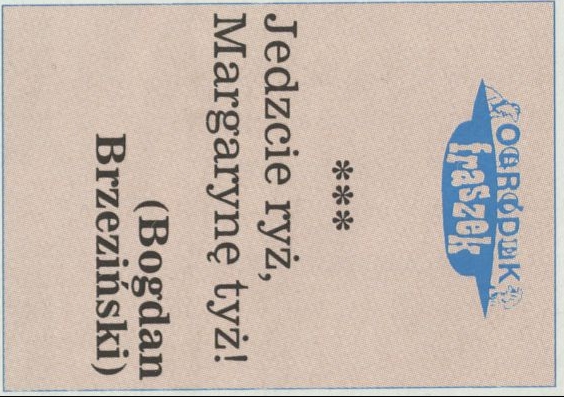 OGRÓDEK
fraszek
***
Jedzcie ryż,
Margarynę tyż!
(Bogdan
Brzeziński)